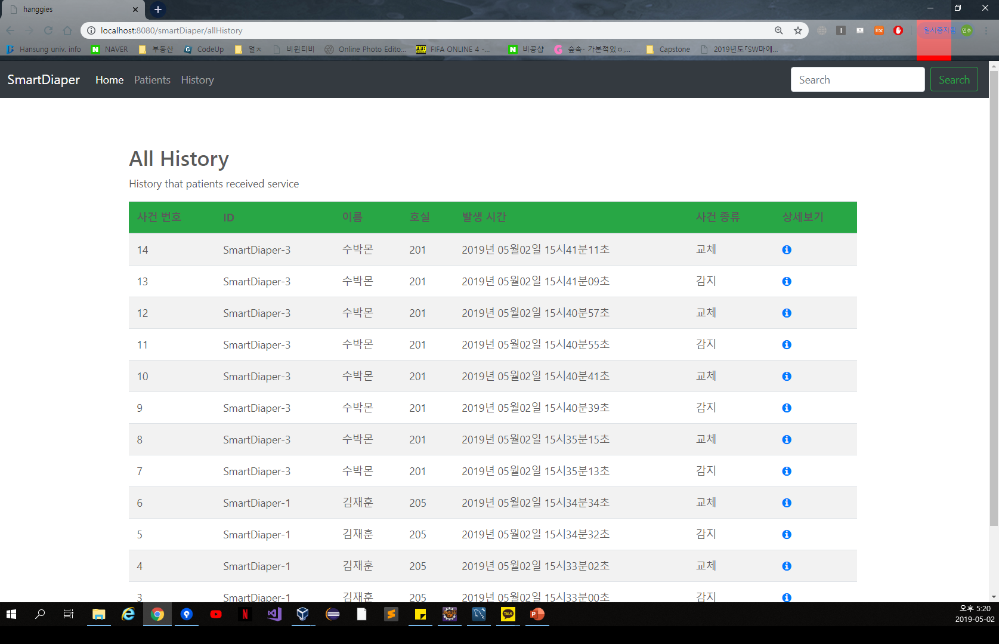 hanggies
localhost:8080/smartDiaper/allHistory
일시중지됨 민수
Hansung univ. info NAVER 부동산 CodeUp 얼ㅈ 비윈티비 Online Photo Edito... FIFA ONLINE 4 -... 비공샵 숲속- 가본적있ㅇ,... Capstone 2019년도『SW마에...
SmartDiaper Home Patients History Search Search
All History
History that patients received service
사건 번호 ID 이름 호실 발생 시간 사건 종류 상세보기
14 SmartDiaper-3 수박몬 201 2019년 05월02일 15시41분11초 교체
13 SmartDiaper-3 수박몬 201 2019년 05월02일 15시41분09초 감지
12 SmartDiaper-3 수박몬 201 2019년 05월02일 15시40분57초 교체
11 SmartDiaper-3 수박몬 201 2019년 05월02일 15시40분55초 감지
10 SmartDiaper-3 수박몬 201 2019년 05월02일 15시40분41초 교체
9 SmartDiaper-3 수박몬 201 2019년 05월02일 15시40분39초 감지
8 SmartDiaper-3 수박몬 201 2019년 05월02일 15시35분15초 교체
7 SmartDiaper-3 수박몬 201 2019년 05월02일 15시35분13초 감지
6 SmartDiaper-1 김재훈 205 2019년 05월02일 15시34분34초 교체
5 SmartDiaper-1 김재훈 205 2019년 05월02일 15시34분32초 감지
4 SmartDiaper-1 김재훈 205 2019년 05월02일 15시33분02초 교체
3 SmartDiaper-1 김재훈 205 2019년 05월02일 15시33분00초 감지
오후 5:20
2019-05-02